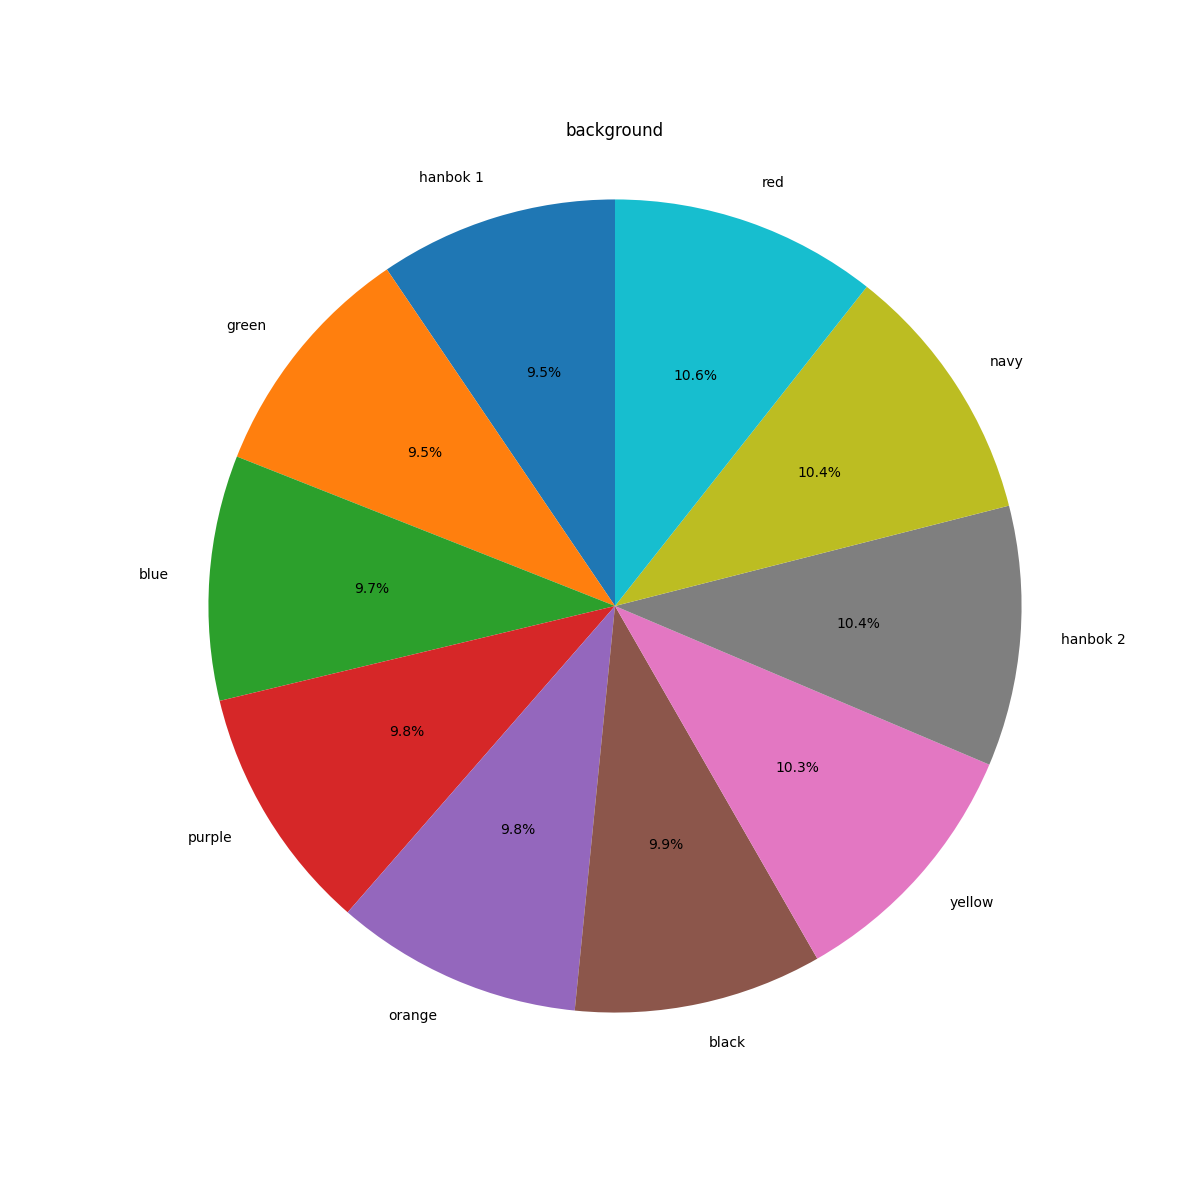 background
hanbok 1
9.5%
green
9.5%
blue
9.7%
purple
9.8%
orange
9.8%
black
9.9%
yellow
10.3%
hanbok 2
10.4%
navy
10.4%
red
10.6%